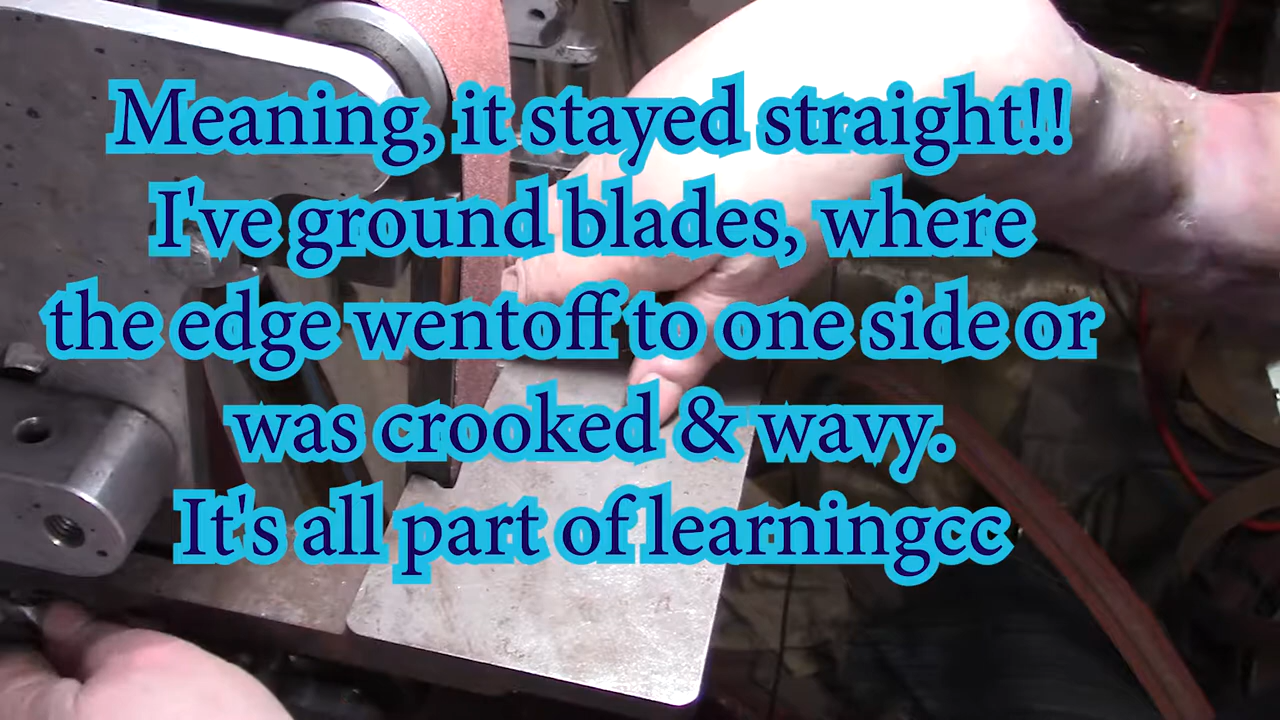 Meaning, it stayed straight!!
I've ground blades, where
the edge wentoff to one side or
was crooked & wavy.
It's all part of learningcc